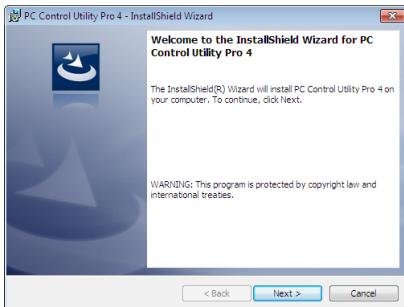 PC Control Utility Pro 4 - InstallShield Wizard
Welcome to the InstallShield Wizard for PC
Control Utility Pro 4
The InstallShield(R) Wizard will install PC Control Utility Pro 4 on
your computer. To continue, click Next.
WARNING: This program is protected by copyright law and
international treaties.
< Back Next > Cancel